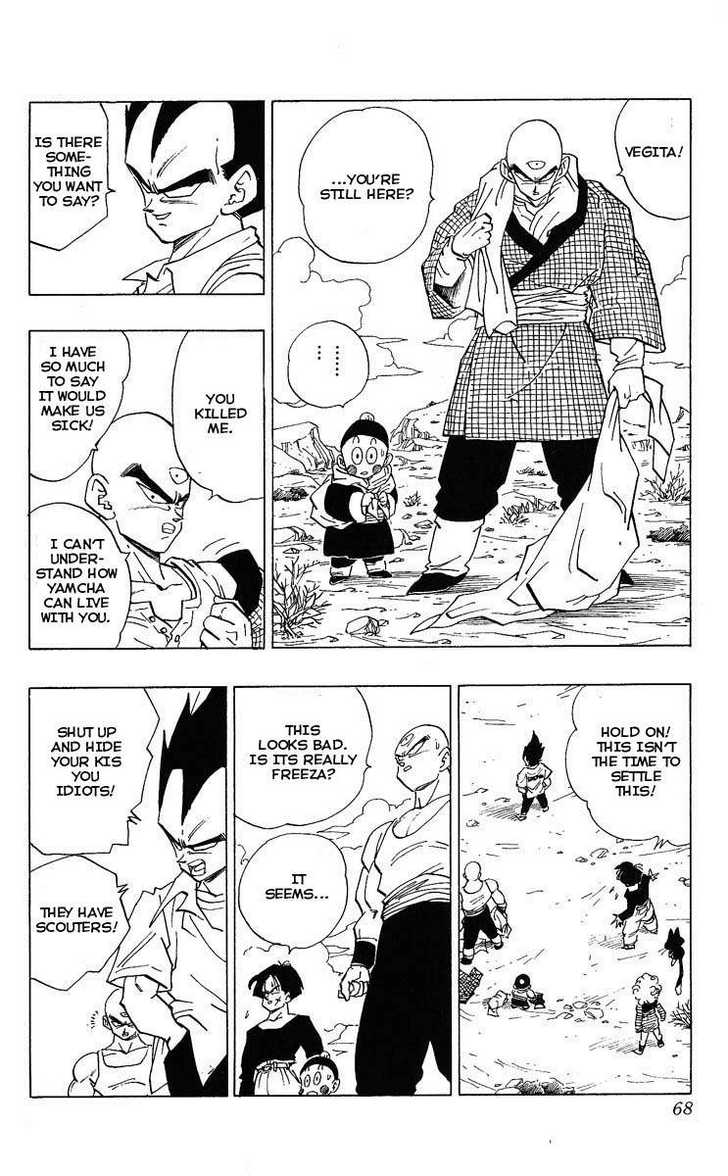 VEGITA!
...YOU'RE
STILL HERE?
......
IS THERE
SOME-
THING
YOU WANT
TO SAY?
YOU
KILLED
ME.
I HAVE
SO MUCH
TO SAY
IT WOULD
MAKE US
SICK!
I CAN'T
UNDER-
STAND HOW
YAMCHA
CAN LIVE
WITH YOU.
HOLD ON!
THIS ISN'T
THE TIME TO
SETTLE
THIS!
THIS
LOOKS BAD.
IS ITS REALLY
FREEZA?
IT
SEEMS...
SHUT UP
AND HIDE
YOUR KIS
YOU
IDIOTS!
THEY HAVE
SCOUTERS!
68